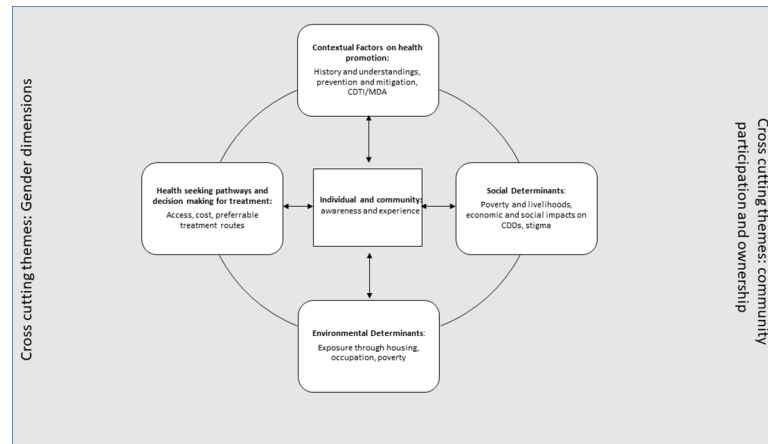 Cross cutting themes: Gender dimensions
Contextual Factors on health
promotion:
History and understandings,
prevention and mitigation,
CDTI/MDA
Health seeking pathways and
decision making for treatment:
Access, cost, preferrable
treatment routes
Individual and community:
awareness and experience
Social Determinants:
Poverty and livelihoods,
economic and social impacts on
CDDs, stigma
Environmental Determinants:
Exposure through housing,
occupation, poverty
Cross cutting themes: community
participation and ownership